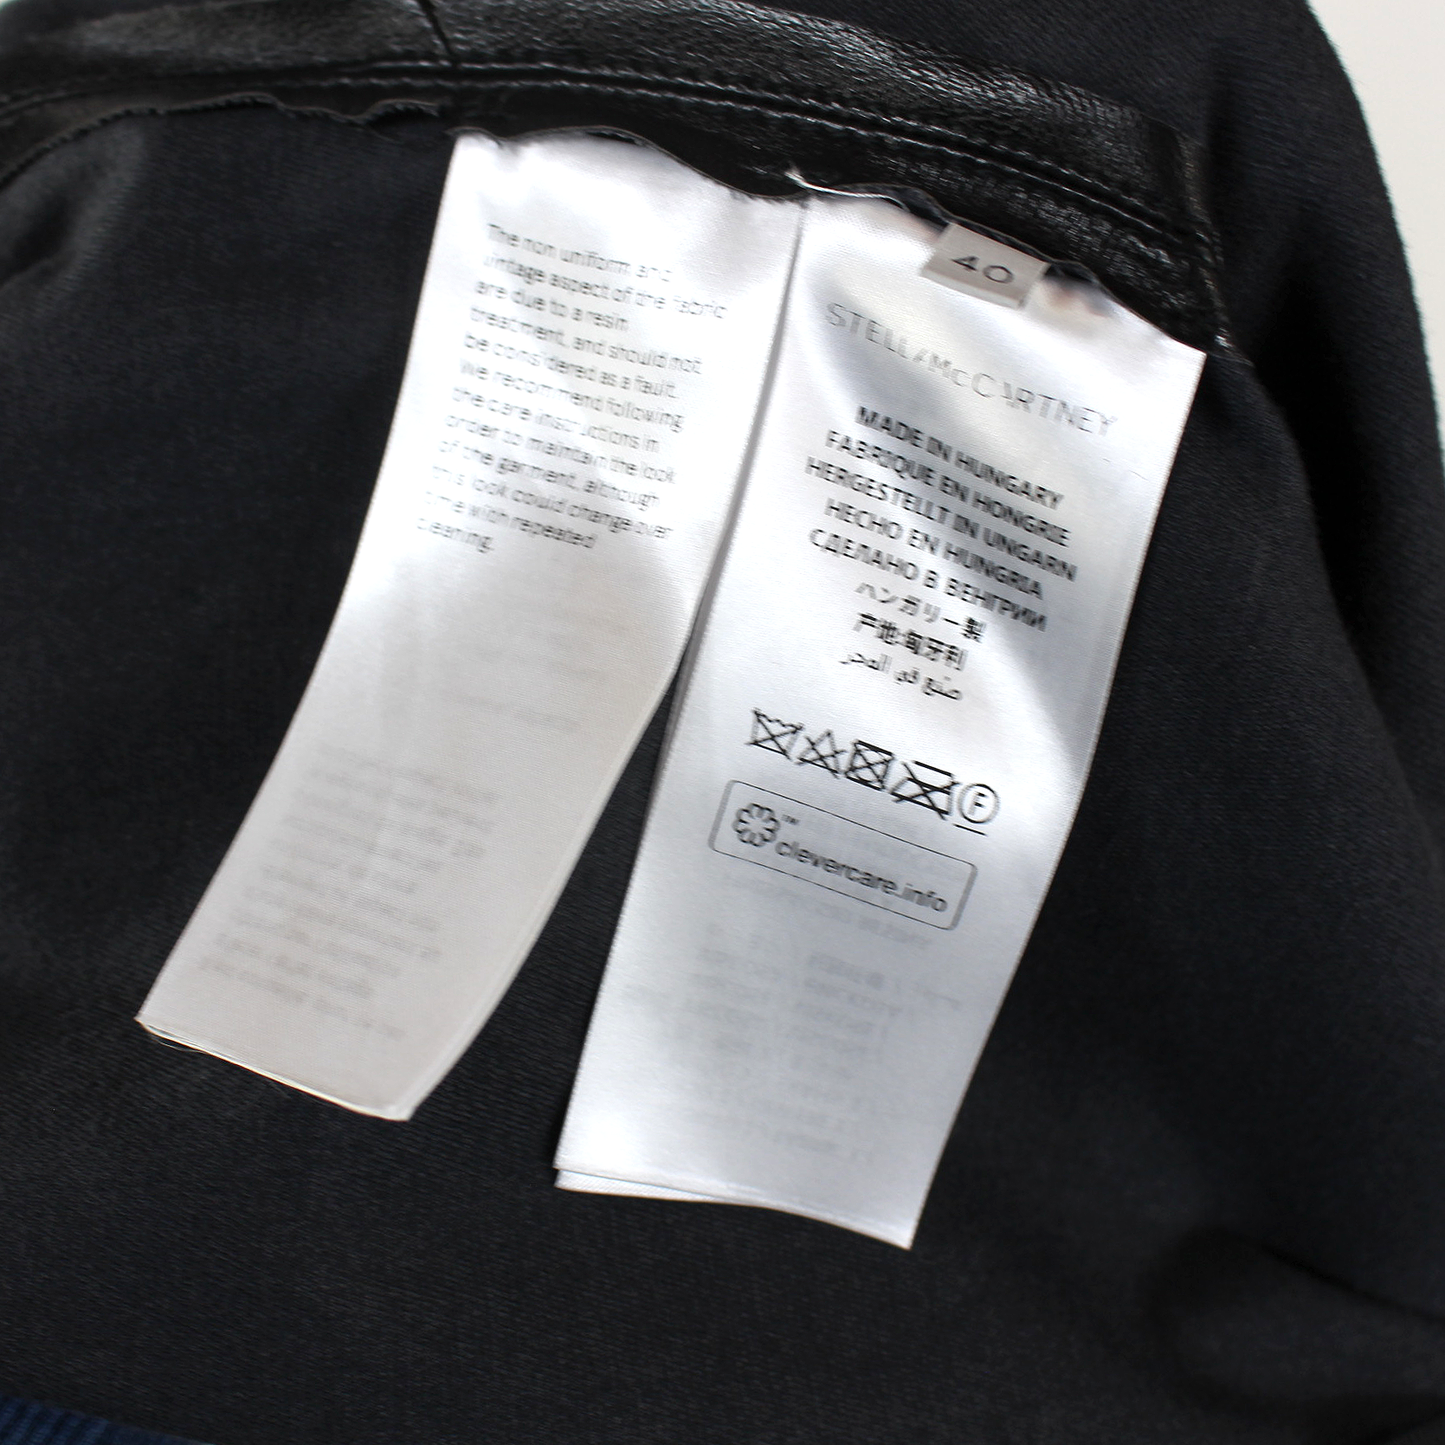 The non uniform and
vintage aspect of the fabric
are due to a resin
treatment, and should not
be considered as a fault.
We recommend following
the care instructions in
order to maintain the look
of the garment, although
this look could change over
time with repeated
cleaning.
40
STELLA McCARTNEY
MADE IN HUNGARY
FABRIQUE EN HONGRIE
HERGESTELLT IN UNGARN
HECHO EN HUNGRIA
СДЕЛАНО В ВЕНГРИИ
ハンガリー製
产地:匈牙利
صنع في المجر
F
™
clevercare.info